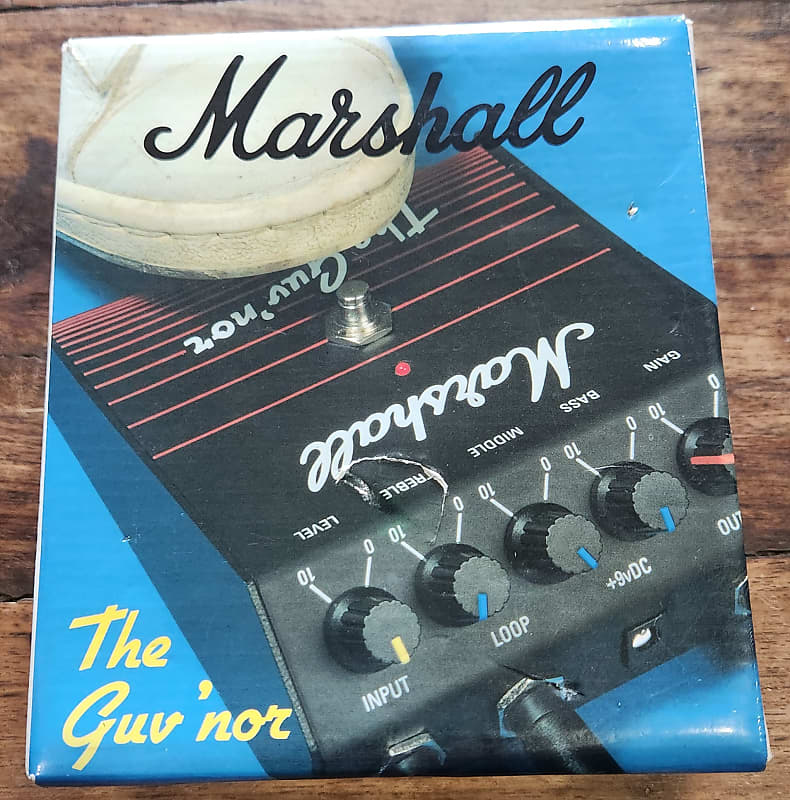 Marshall
The Guv'nor
Marshall
GAIN
BASS
MIDDLE
TREBLE
LEVEL
0 10
0 10
0 10
0 10
0 10
OUT
+9vDC
LOOP
INPUT
The
Guv'nor